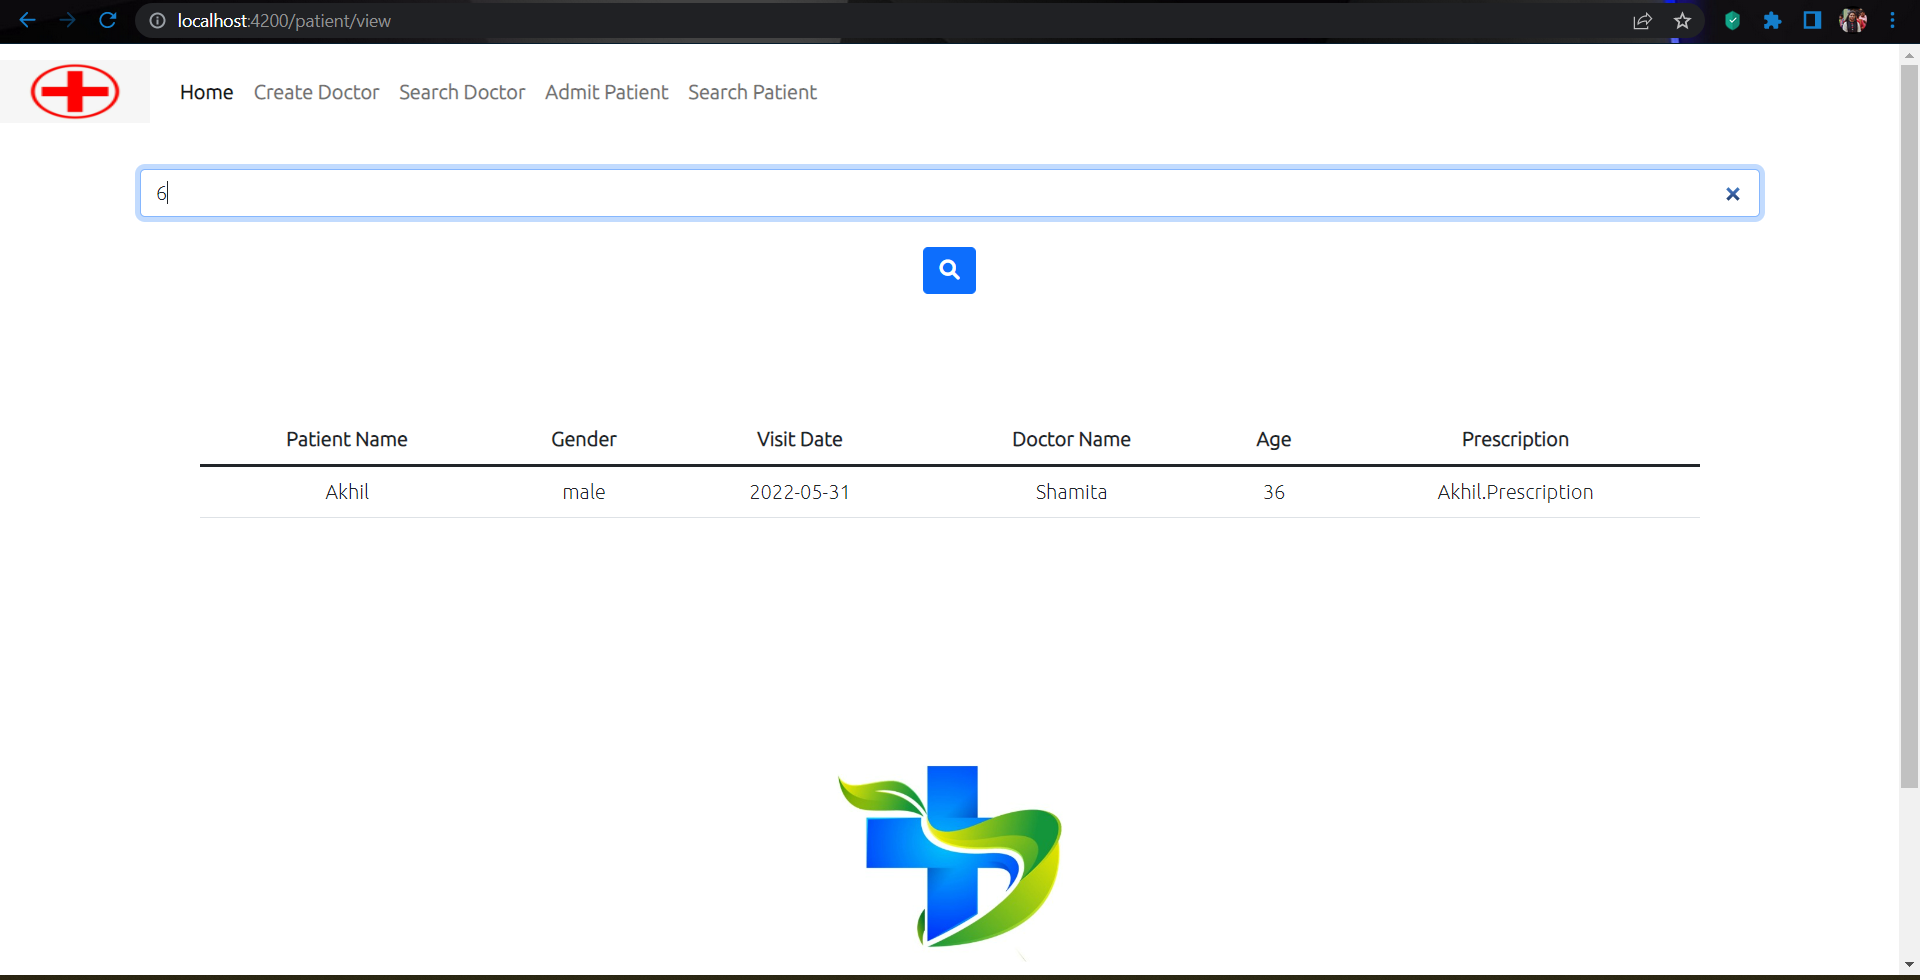 localhost:4200/patient/view
Home Create Doctor Search Doctor Admit Patient Search Patient
6
Patient Name Gender Visit Date Doctor Name Age Prescription
Akhil male 2022-05-31 Shamita 36 Akhil.Prescription